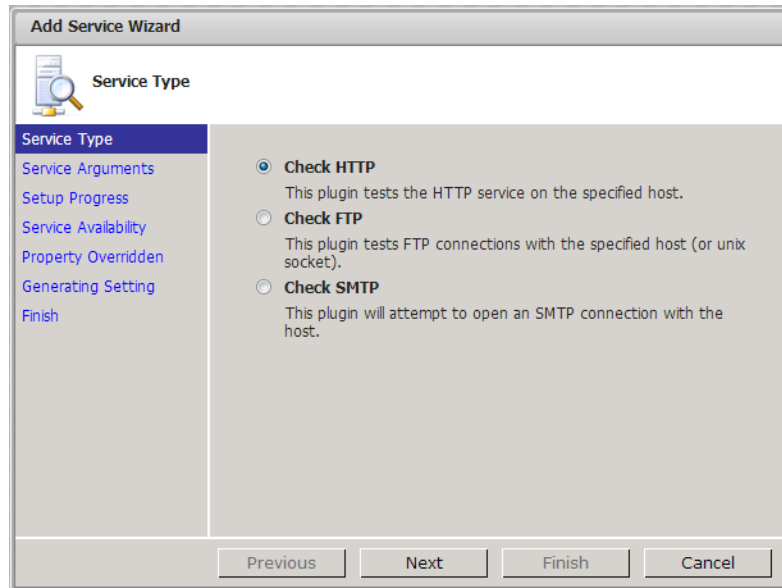 Add Service Wizard
Service Type
Service Type
Service Arguments
Setup Progress
Service Availability
Property Overridden
Generating Setting
Finish
Check HTTP
This plugin tests the HTTP service on the specified host.
Check FTP
This plugin tests FTP connections with the specified host (or unix
socket).
Check SMTP
This plugin will attempt to open an SMTP connection with the
host.
Previous
Next
Finish
Cancel